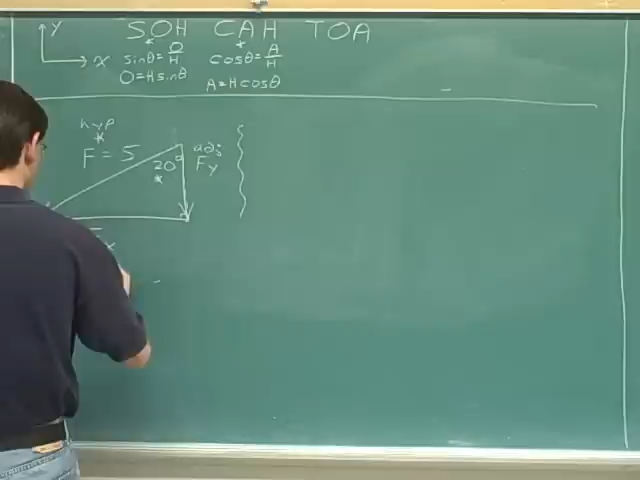 Y
SOH CAH TOA
X
sinθ = O/H cosθ = A/H
O = H sinθ A = H cosθ
hyp
*
F = 5
20°
*
adj
Fy
x